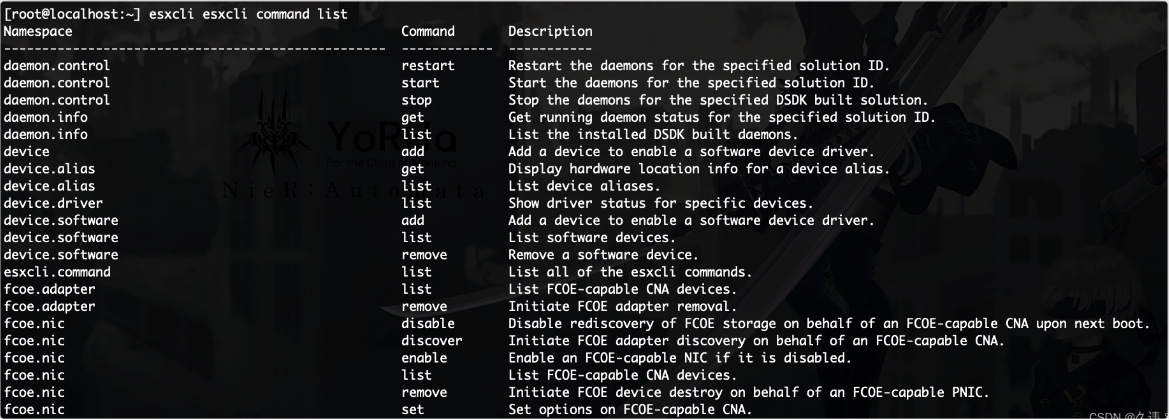 [root@localhost:~] esxcli esxcli command list
Namespace Command Description
------------------------------------------------- ------------ -----------
daemon.control restart Restart the daemons for the specified solution ID.
daemon.control start Start the daemons for the specified solution ID.
daemon.control stop Stop the daemons for the specified DSDK built solution.
daemon.info get Get running daemon status for the specified solution ID.
daemon.info list List the installed DSDK built daemons.
device add Add a device to enable a software device driver.
device.alias get Display hardware location info for a device alias.
device.alias list List device aliases.
device.driver list Show driver status for specific devices.
device.software add Add a device to enable a software device driver.
device.software list List software devices.
device.software remove Remove a software device.
esxcli.command list List all of the esxcli commands.
fcoe.adapter list List FCOE-capable CNA devices.
fcoe.adapter remove Initiate FCOE adapter removal.
fcoe.nic disable Disable rediscovery of FCOE storage on behalf of an FCOE-capable CNA upon next boot.
fcoe.nic discover Initiate FCOE adapter discovery on behalf of an FCOE-capable CNA.
fcoe.nic enable Enable an FCOE-capable NIC if it is disabled.
fcoe.nic list List FCOE-capable CNA devices.
fcoe.nic remove Initiate FCOE device destroy on behalf of an FCOE-capable PNIC.
fcoe.nic set Set options on FCOE-capable CNA.
YoRHa
NieR:Automata
CSDN